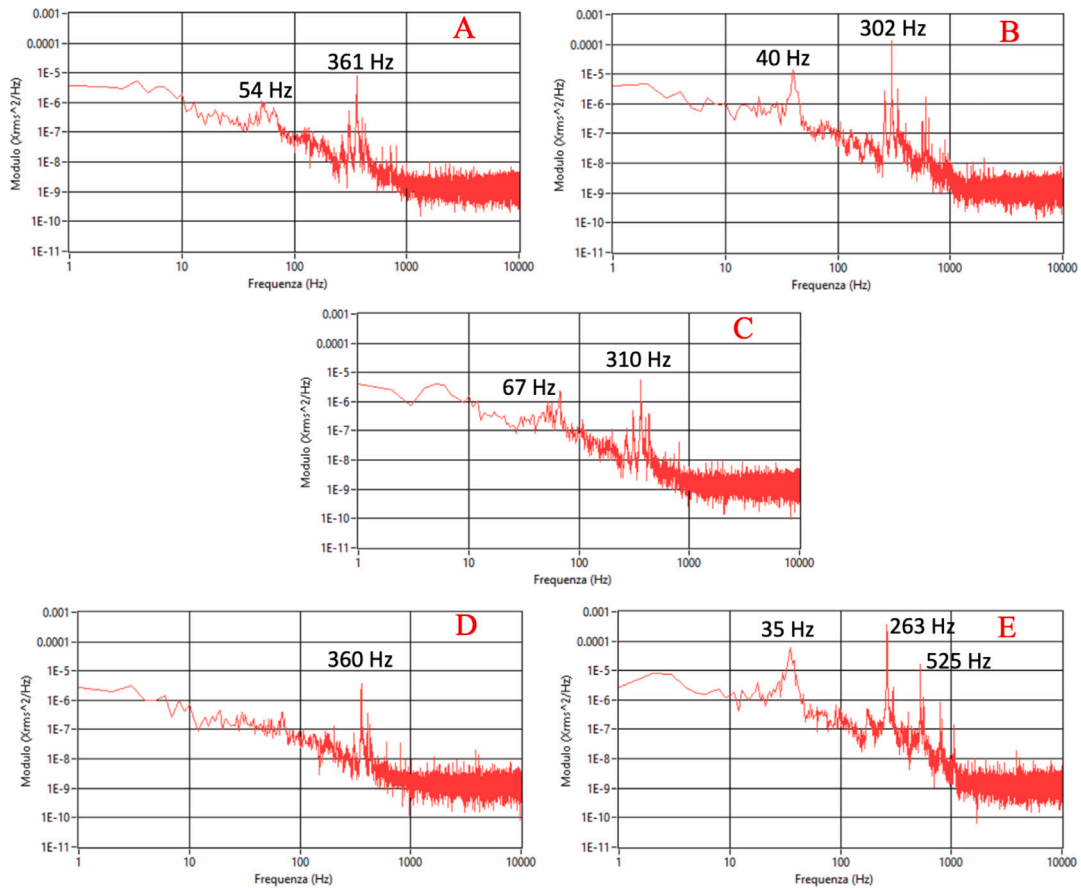 A
361 Hz
54 Hz
Modulo (Xrms^2/Hz)
0.001
0.0001
1E-5
1E-6
1E-7
1E-8
1E-9
1E-10
1E-11
1 10 100 1000 10000
Frequenza (Hz)
B
302 Hz
40 Hz
Modulo (Xrms^2/Hz)
0.001
0.0001
1E-5
1E-6
1E-7
1E-8
1E-9
1E-10
1E-11
1 10 100 1000 10000
Frequenza (Hz)
C
310 Hz
67 Hz
Modulo (Xrms^2/Hz)
0.001
0.0001
1E-5
1E-6
1E-7
1E-8
1E-9
1E-10
1E-11
1 10 100 1000 10000
Frequenza (Hz)
D
360 Hz
Modulo (Xrms^2/Hz)
0.001
0.0001
1E-5
1E-6
1E-7
1E-8
1E-9
1E-10
1E-11
1 10 100 1000 10000
Frequenza (Hz)
E
35 Hz
263 Hz
525 Hz
Modulo (Xrms^2/Hz)
0.001
0.0001
1E-5
1E-6
1E-7
1E-8
1E-9
1E-10
1E-11
1 10 100 1000 10000
Frequenza (Hz)